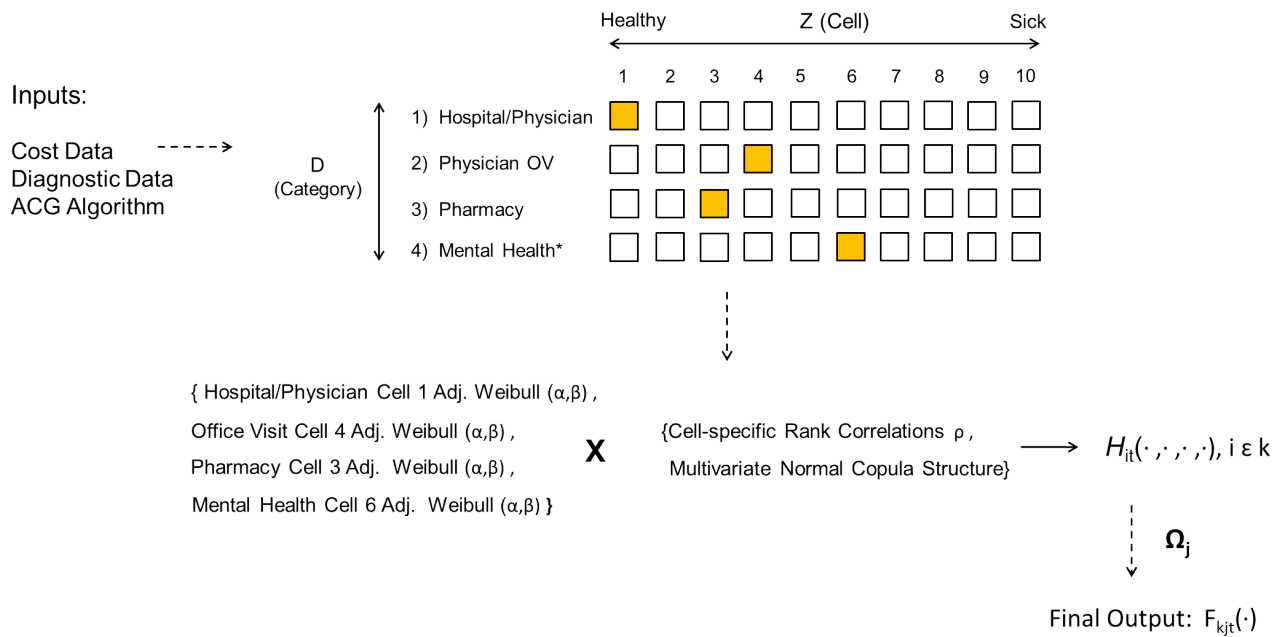 Healthy Z (Cell) Sick
1 2 3 4 5 6 7 8 9 10
Inputs:
Cost Data
Diagnostic Data
ACG Algorithm
D
(Category)
1) Hospital/Physician
2) Physician OV
3) Pharmacy
4) Mental Health*
{ Hospital/Physician Cell 1 Adj. Weibull (α,β) ,
Office Visit Cell 4 Adj. Weibull (α,β) ,
Pharmacy Cell 3 Adj. Weibull (α,β) ,
Mental Health Cell 6 Adj. Weibull (α,β) }
X
{Cell-specific Rank Correlations ρ ,
Multivariate Normal Copula Structure}
Hit(· ,· ,· ,·), i ε k
Ωj
Final Output: Fkjt(·)